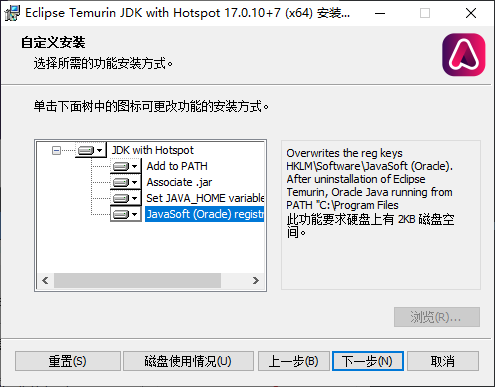 Eclipse Temurin JDK with Hotspot 17.0.10+7 (x64) 安装...
自定义安装
选择所需的功能安装方式。
单击下面树中的图标可更改功能的安装方式。
JDK with Hotspot
Add to PATH
Associate .jar
Set JAVA_HOME variable
JavaSoft (Oracle) registr
Overwrites the reg keys
HKLM\Software\JavaSoft (Oracle).
After uninstallation of Eclipse
Temurin, Oracle Java running from
PATH "C:\Program Files
此功能要求硬盘上有 2KB 磁盘空
间。
浏览(R)...
重置(S)
磁盘使用情况(U)
上一步(B)
下一步(N)
取消